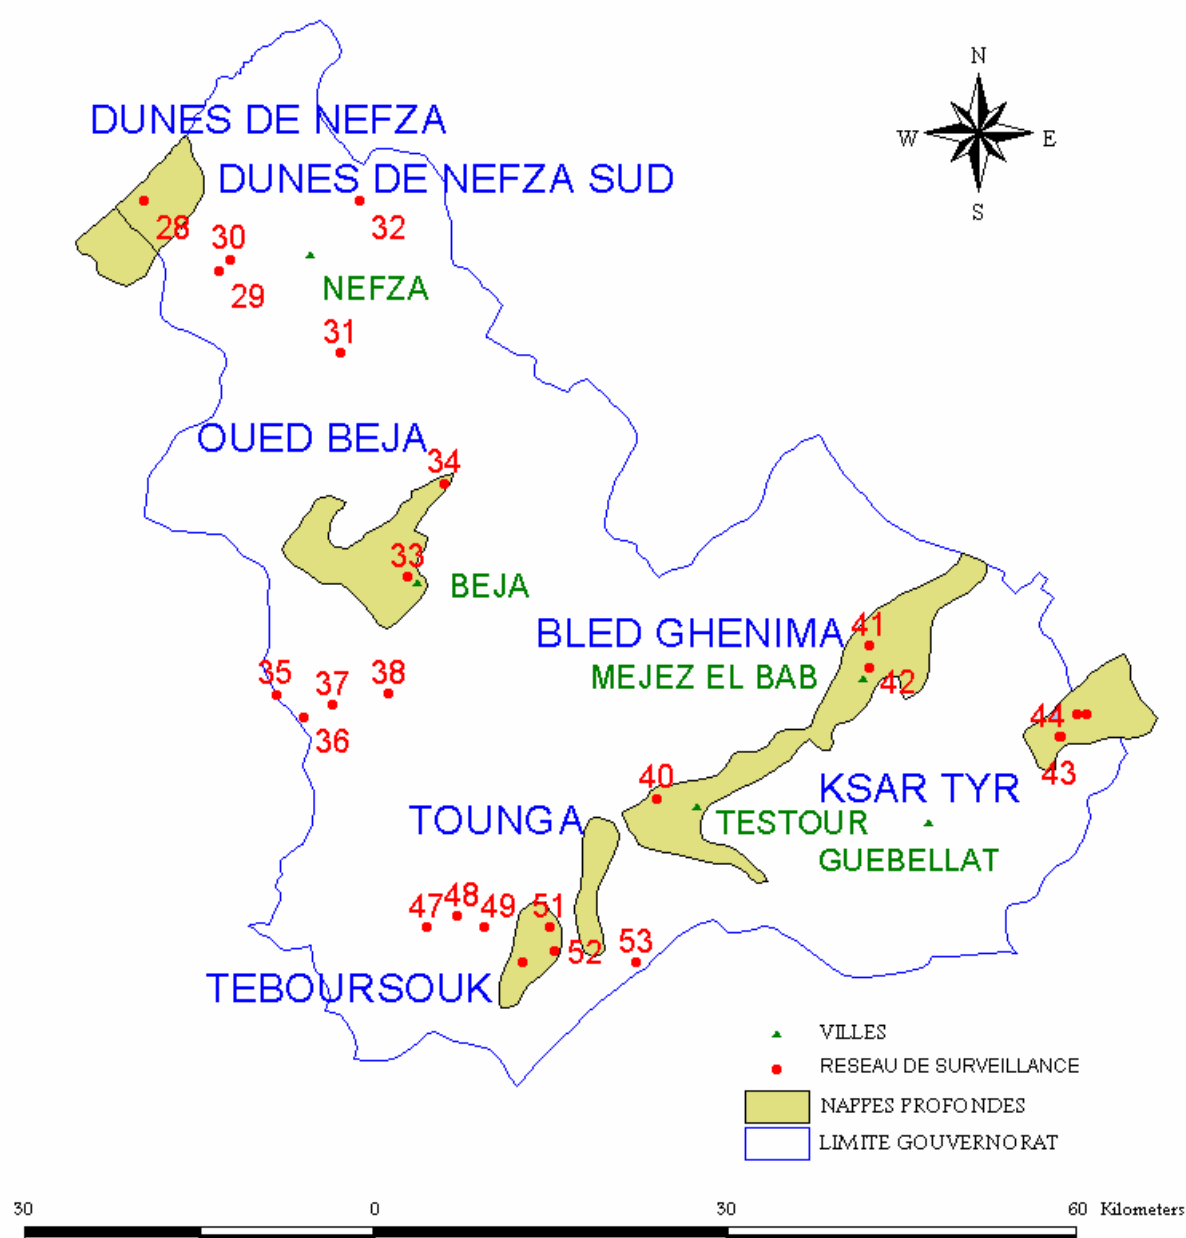 N
DUNES DE NEFZA
W
E
DUNES DE NEFZA SUD
S
28
32
30
29
NEFZA
31
OUED BEJA
34
33
BEJA
BLED GHENIMA
41
MEJEZ EL BAB
42
35
37
38
36
44
43
40
KSAR TYR
TOUNGA
TESTOUR
GUEBELLAT
47
48
49
51
52
53
TEBOURSOUK
VILLES
RESEAU DE SURVEILLANCE
NAPPES PROFONDES
LIMITE GOUVERNORAT
30
0
30
60 Kilometers